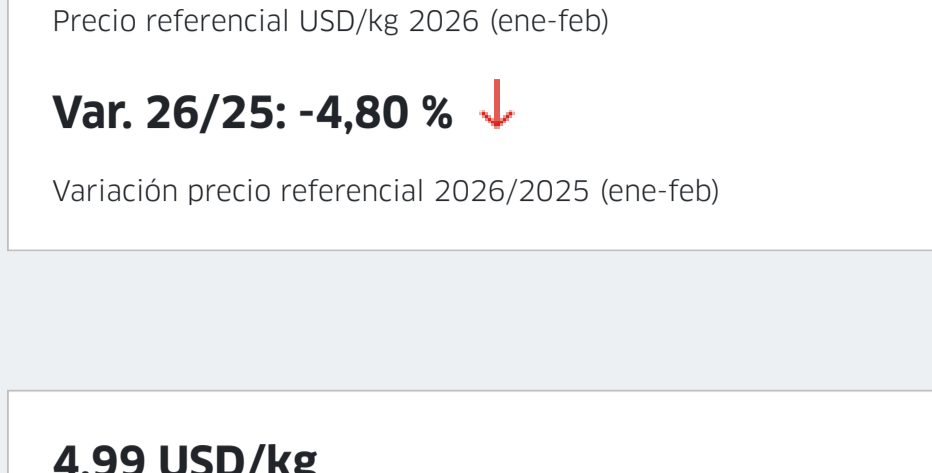 Precio referencial USD/kg 2026 (ene-feb)
Var. 26/25: -4,80 %
Variación precio referencial 2026/2025 (ene-feb)
4,99 USD/kg